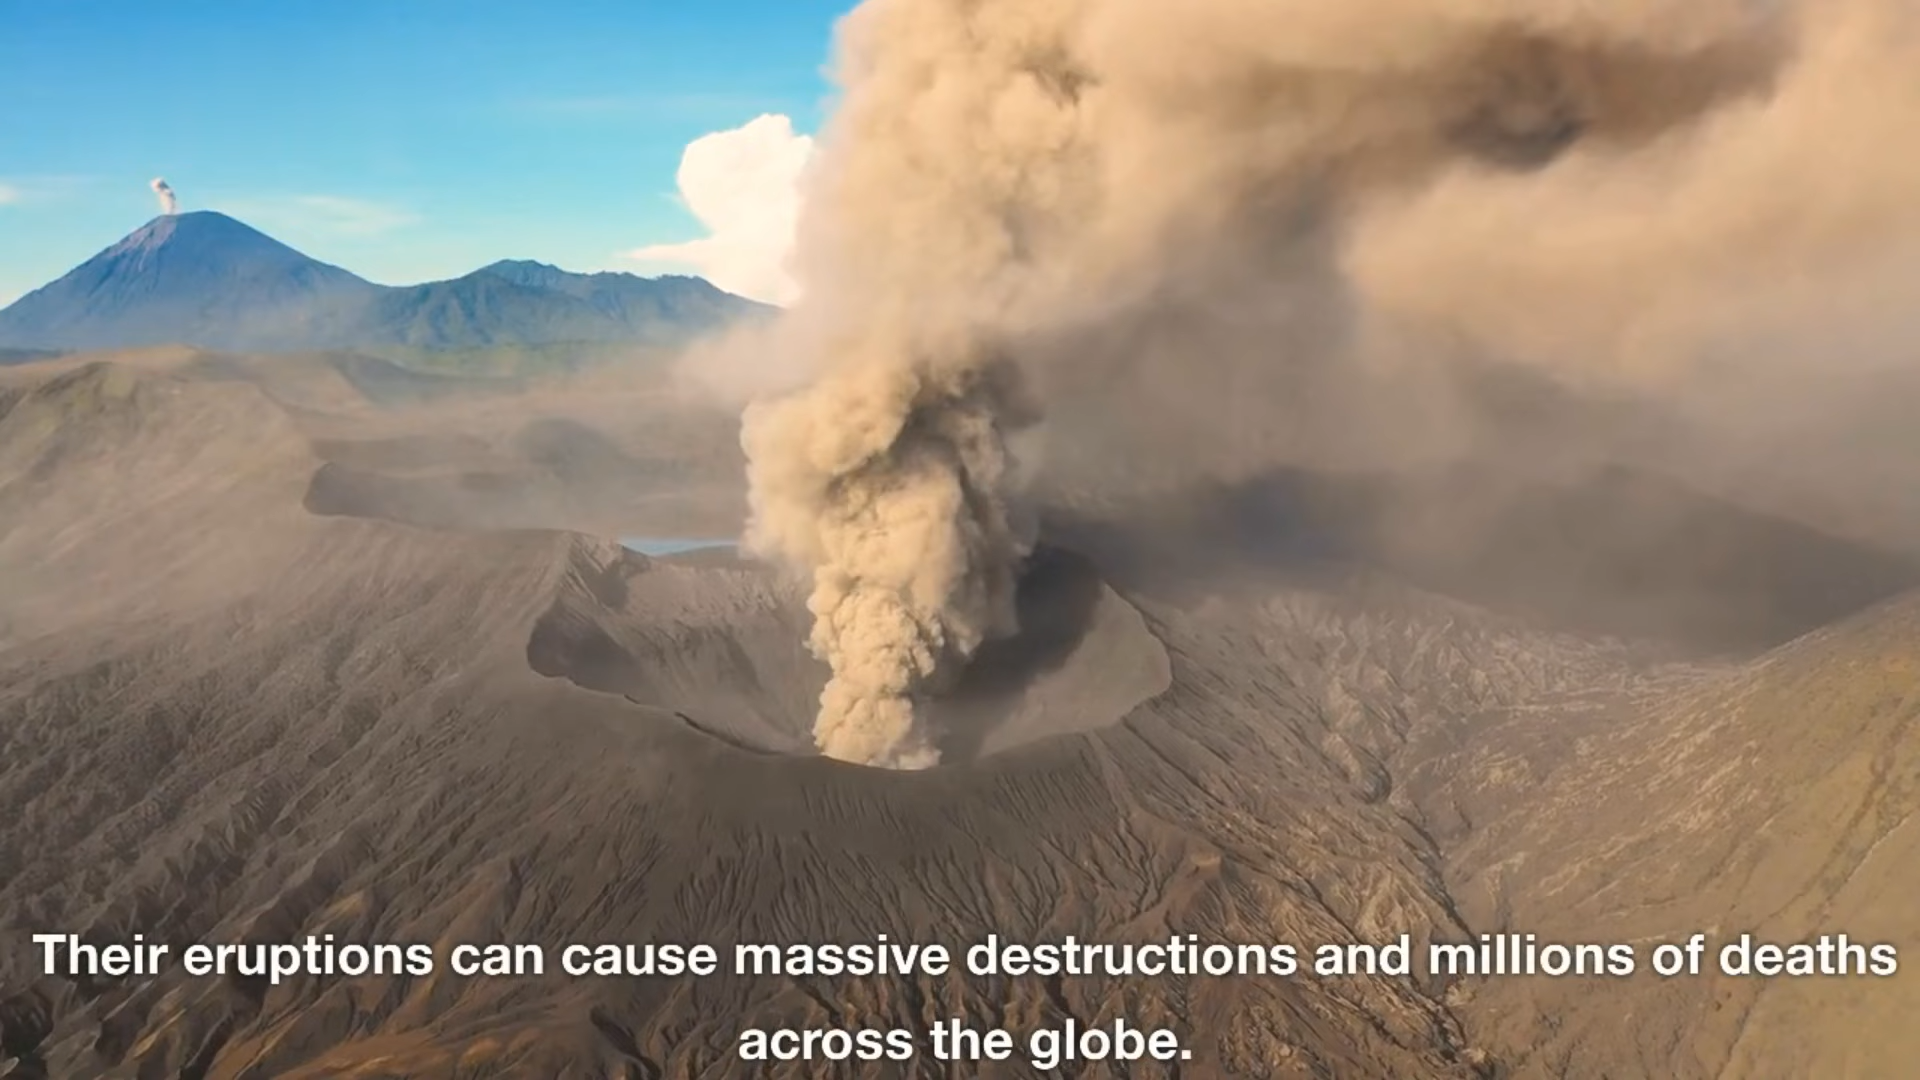 Their eruptions can cause massive destructions and millions of deaths
across the globe.